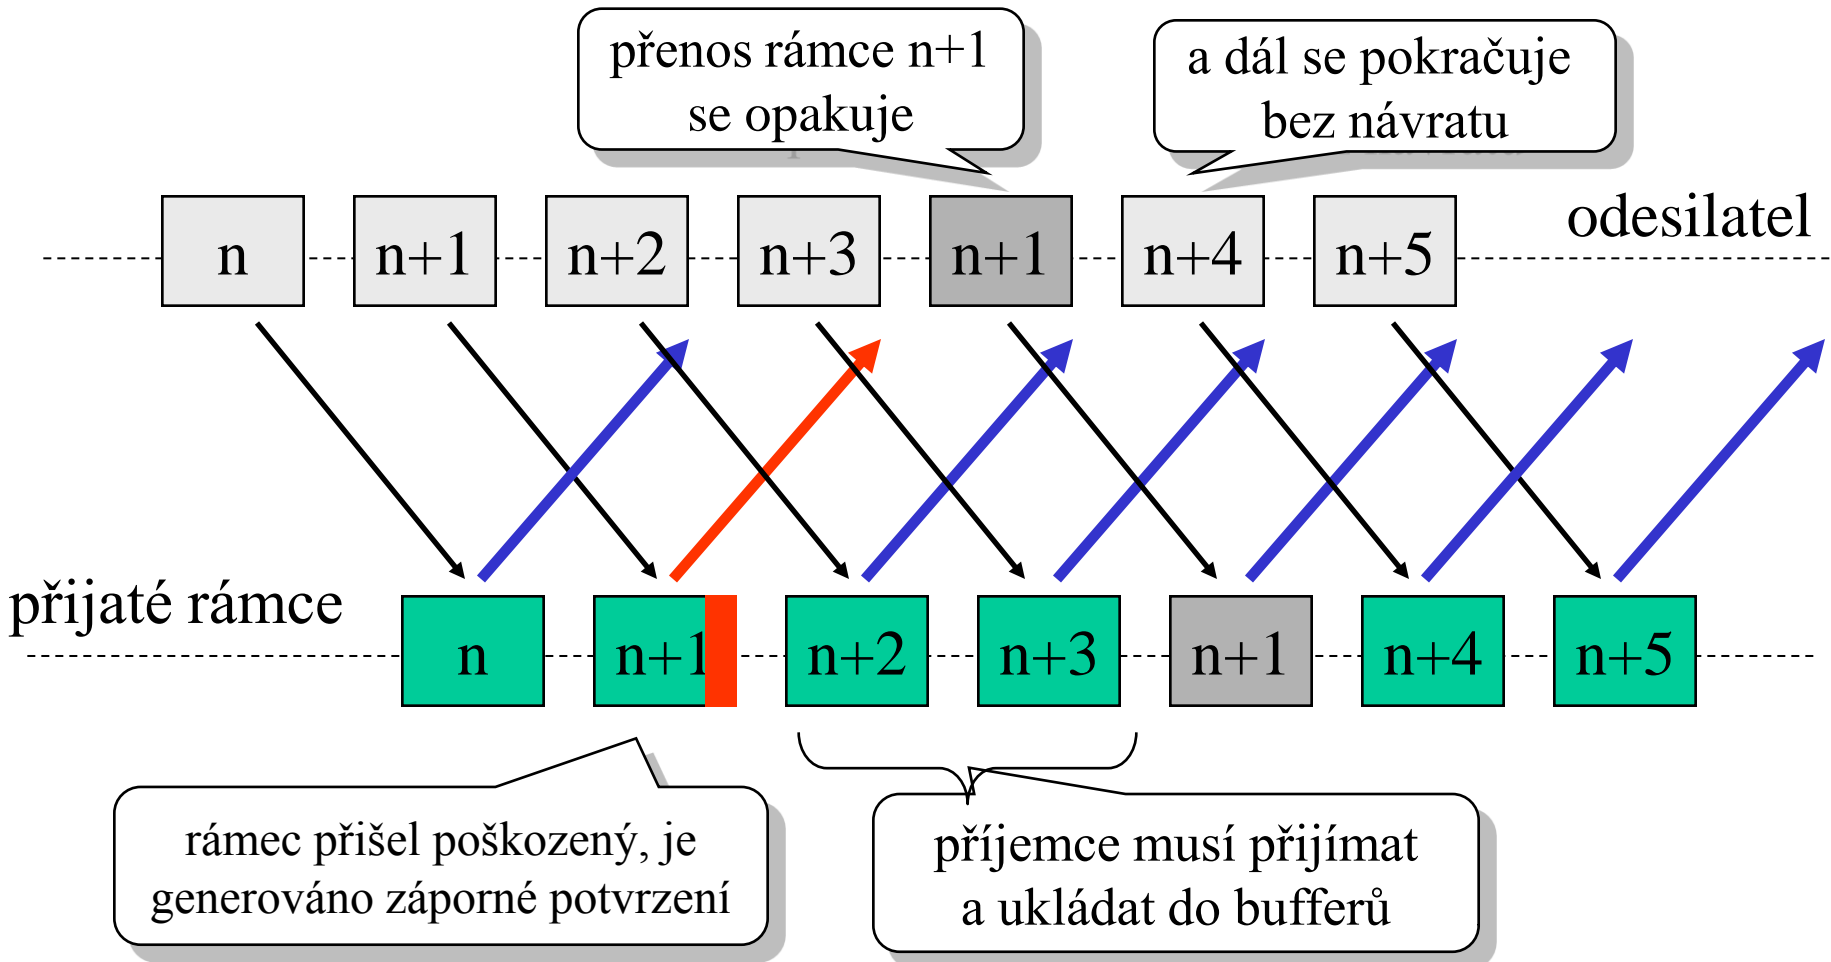 přenos rámce n+1
se opakuje
a dál se pokračuje
bez návratu
odesilatel
n
n+1
n+2
n+3
n+1
n+4
n+5
přijaté rámce
n
n+1
n+2
n+3
n+1
n+4
n+5
rámec přišel poškozený, je
generováno záporné potvrzení
příjemce musí přijímat
a ukládat do bufferů